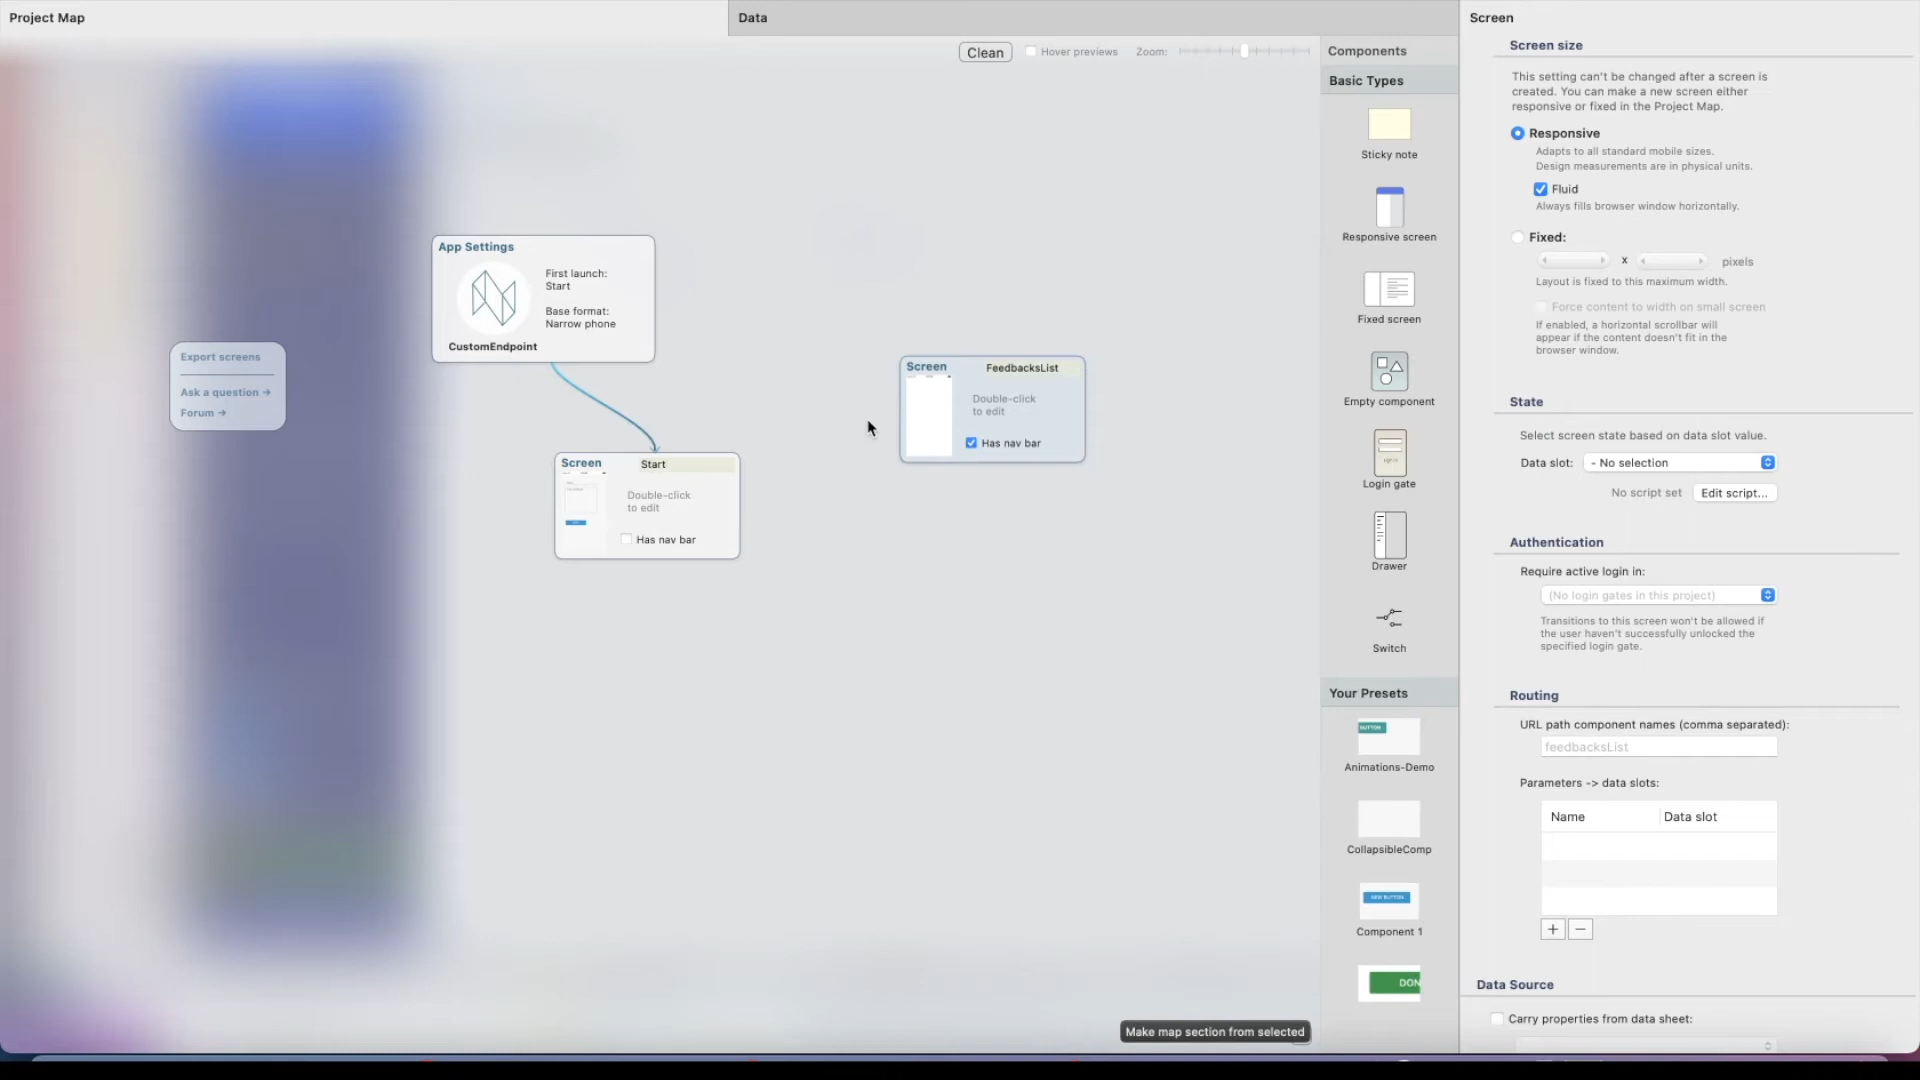 Project Map
Data
Screen
Clean
Hover previews
Zoom:
Components
Basic Types
Sticky note
Responsive screen
Fixed screen
Empty component
sign in
Login gate
Drawer
Switch
Your Presets
BUTTON
Animations-Demo
CollapsibleComp
NEW BUTTON
Component 1
DON
Export screens
Ask a question →
Forum →
App Settings
First launch:
Start
Base format:
Narrow phone
CustomEndpoint
Screen
Start
Double-click
to edit
Has nav bar
Screen
FeedbacksList
Double-click
to edit
Has nav bar
Make map section from selected
Screen size
This setting can't be changed after a screen is
created. You can make a new screen either
responsive or fixed in the Project Map.
Responsive
Adapts to all standard mobile sizes.
Design measurements are in physical units.
Fluid
Always fills browser window horizontally.
Fixed:
x
pixels
Layout is fixed to this maximum width.
Force content to width on small screen
If enabled, a horizontal scrollbar will
appear if the content doesn't fit in the
browser window.
State
Select screen state based on data slot value.
Data slot:
- No selection
No script set
Edit script...
Authentication
Require active login in:
(No login gates in this project)
Transitions to this screen won't be allowed if
the user haven't successfully unlocked the
specified login gate.
Routing
URL path component names (comma separated):
feedbacksList
Parameters -> data slots:
Name
Data slot
+
−
Data Source
Carry properties from data sheet: